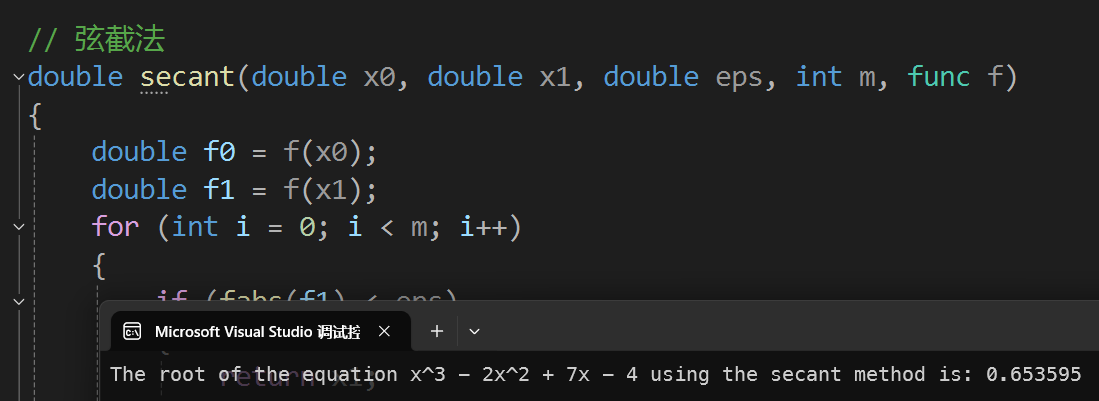 // 弦截法
double secant(double x0, double x1, double eps, int m, func f)
{
double f0 = f(x0);
double f1 = f(x1);
for (int i = 0; i < m; i++)
{
if (fabs(f1) < eps)
Microsoft Visual Studio 调试控
{
return x1;
The root of the equation x^3 - 2x^2 + 7x - 4 using the secant method is: 0.653595